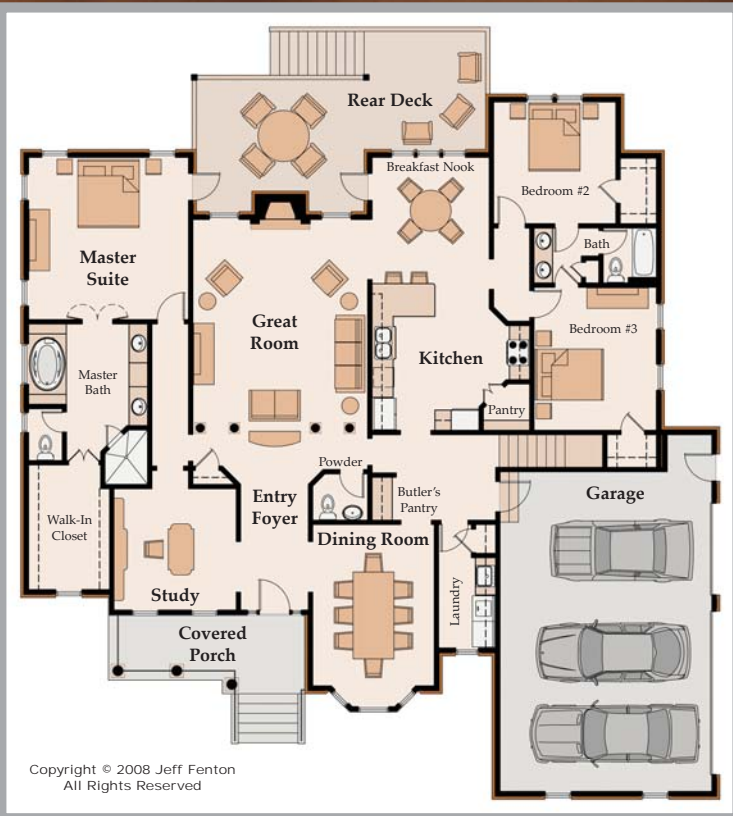 Rear Deck
Breakfast Nook
Bedroom #2
Master
Suite
Bath
Great
Room
Bedroom #3
Kitchen
Master
Bath
Pantry
Powder
Entry
Foyer
Butler's
Pantry
Garage
Walk-In
Closet
Dining Room
Study
Laundry
Covered
Porch
Copyright © 2008 Jeff Fenton
All Rights Reserved